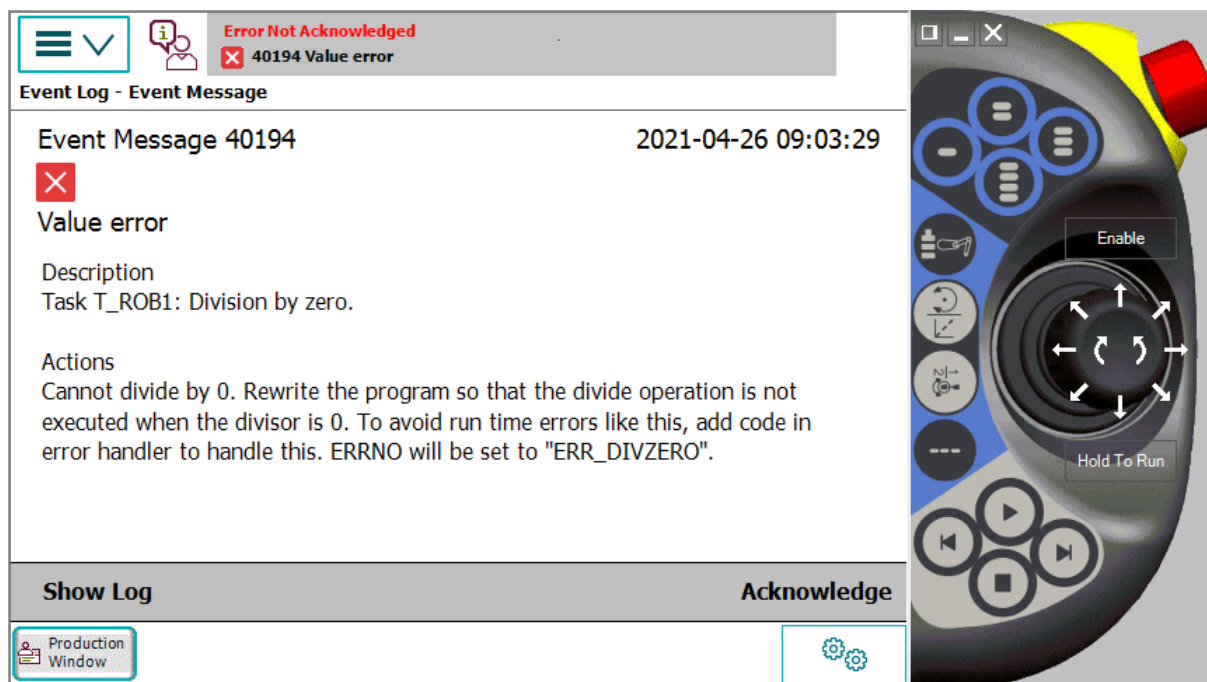 Error Not Acknowledged
40194 Value error
Event Log - Event Message
Event Message 40194
2021-04-26 09:03:29
Value error
Description
Task T_ROB1: Division by zero.
Actions
Cannot divide by 0. Rewrite the program so that the divide operation is not
executed when the divisor is 0. To avoid run time errors like this, add code in
error handler to handle this. ERRNO will be set to "ERR_DIVZERO".
Show Log
Acknowledge
Production
Window
Enable
Hold To Run